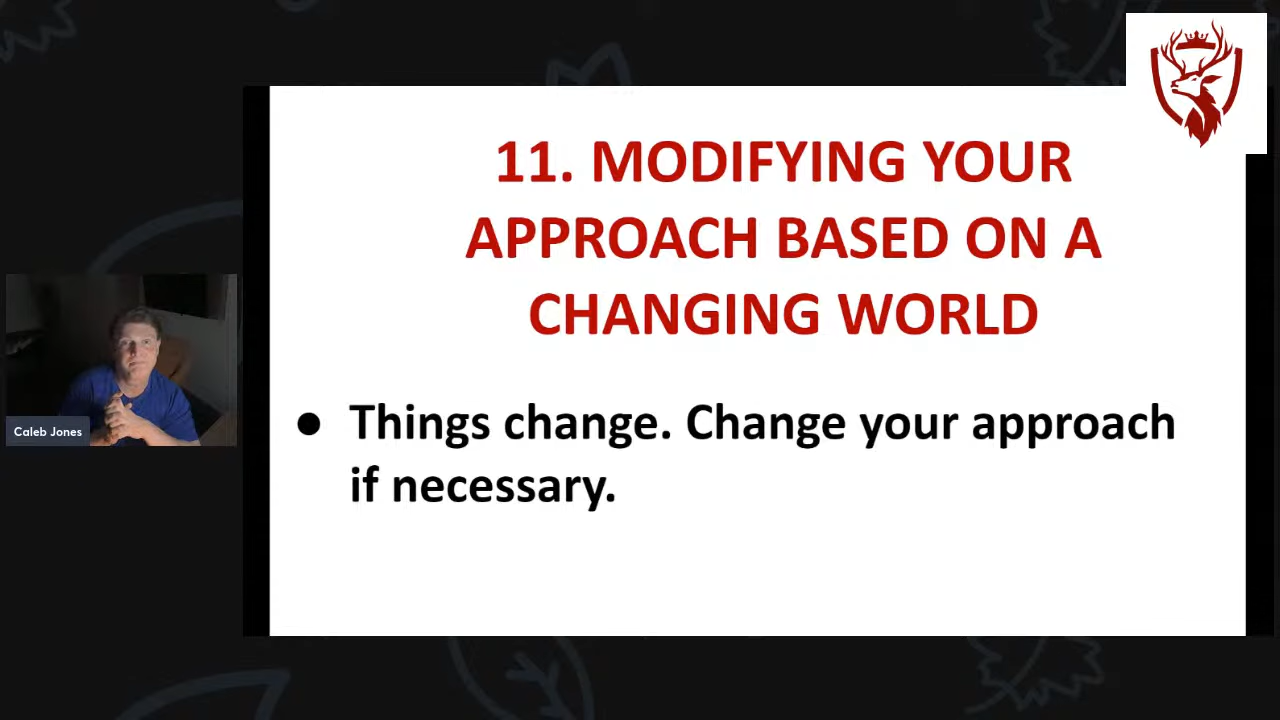 11. MODIFYING YOUR
APPROACH BASED ON A
CHANGING WORLD
● Things change. Change your approach
if necessary.
Caleb Jones